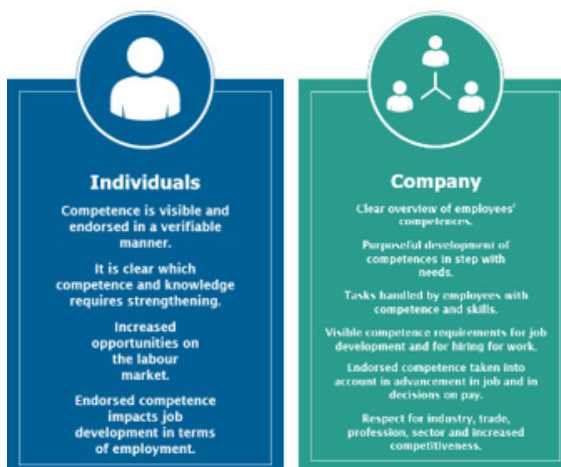 Individuals
Competence is visible and
endorsed in a verifiable
manner.
It is clear which
competence and knowledge
requires strengthening.
Increased
opportunities on
the labour
market.
Endorsed competence
impacts job
development in terms
of employment.
Company
Clear overview of employees'
competences.
Purposeful development of
competences in step with
needs.
Tasks handled by employees with
competence and skills.
Visible competence requirements for job
development and for hiring for work.
Endorsed competence taken into
account in advancement in job and in
decisions on pay.
Respect for industry, trade,
profession, sector and increased
competitiveness.